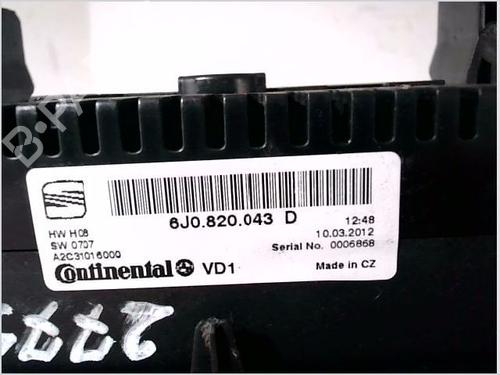 6J0.820.043 D
HW H08
SW 0707
A2C31016000
12:48
10.03.2012
Serial No. 0006868
Continental VD1
Made in CZ